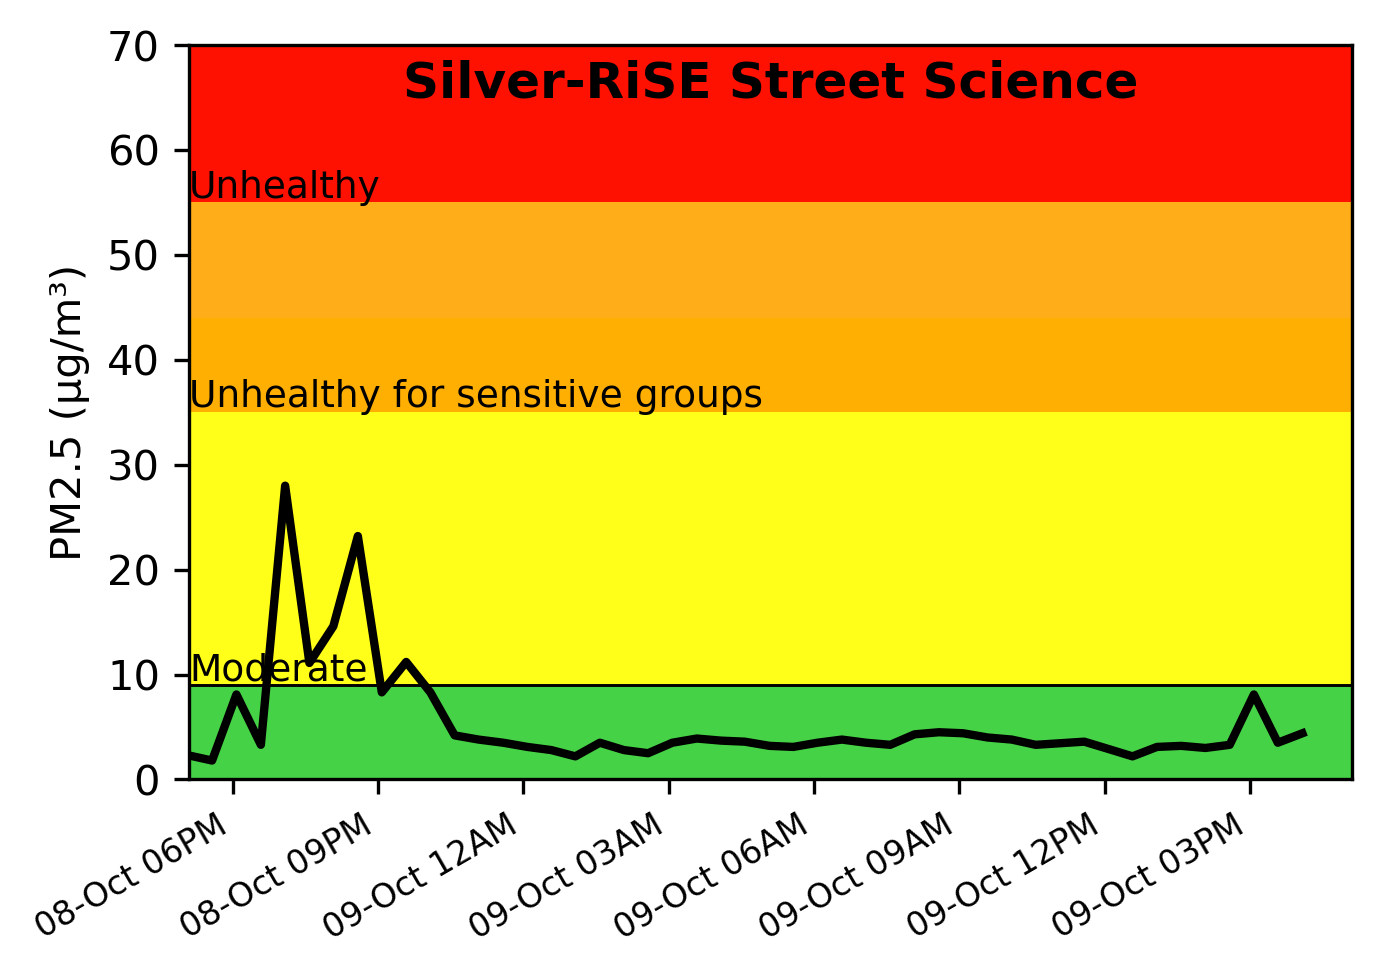 Silver-RiSE Street Science
70
60
Unhealthy
50
40
Unhealthy for sensitive groups
30
20
Moderate
10
0
PM2.5 (µg/m³)
08-Oct 06PM
08-Oct 09PM
09-Oct 12AM
09-Oct 03AM
09-Oct 06AM
09-Oct 09AM
09-Oct 12PM
09-Oct 03PM